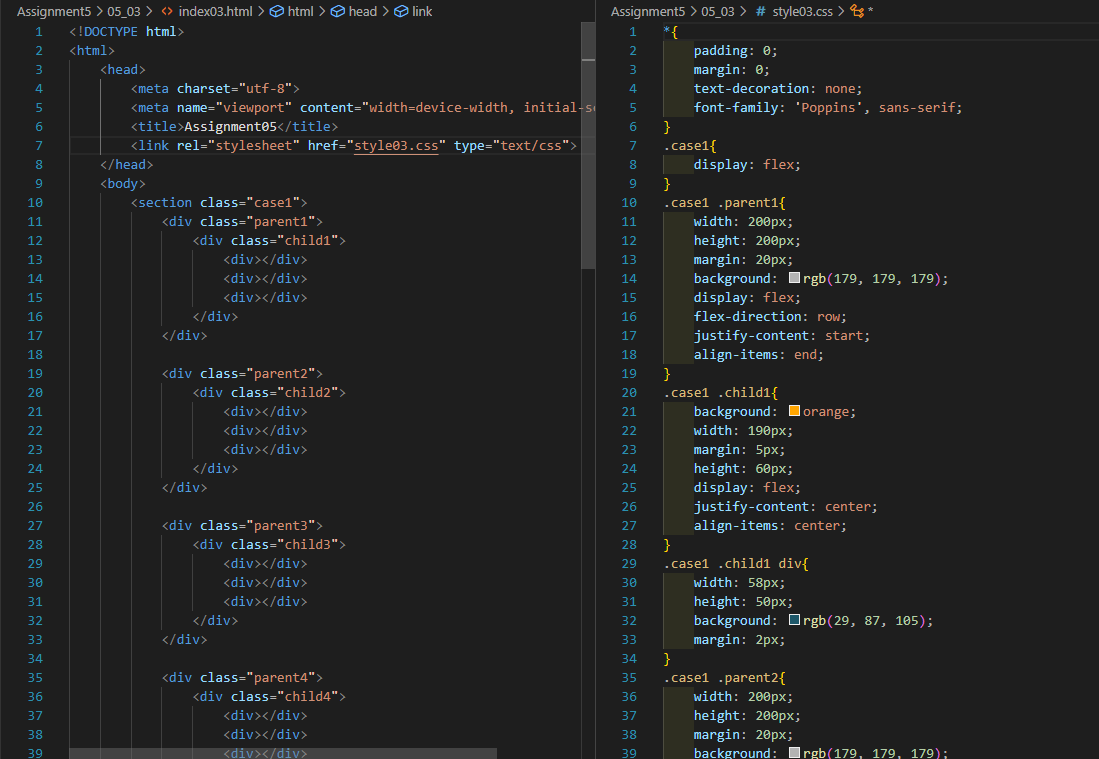 Assignment5 > 05_03 > <> index03.html > html > head > link
1 <!DOCTYPE html>
2 <html>
3 <head>
4 <meta charset="utf-8">
5 <meta name="viewport" content="width=device-width, initial-sc
6 <title>Assignment05</title>
7 <link rel="stylesheet" href="style03.css" type="text/css">
8 </head>
9 <body>
10 <section class="case1">
11 <div class="parent1">
12 <div class="child1">
13 <div></div>
14 <div></div>
15 <div></div>
16 </div>
17 </div>
18
19 <div class="parent2">
20 <div class="child2">
21 <div></div>
22 <div></div>
23 <div></div>
24 </div>
25 </div>
26
27 <div class="parent3">
28 <div class="child3">
29 <div></div>
30 <div></div>
31 <div></div>
32 </div>
33 </div>
34
35 <div class="parent4">
36 <div class="child4">
37 <div></div>
38 <div></div>
39 <div></div>
Assignment5 > 05_03 > # style03.css > *
1 *{
2 padding: 0;
3 margin: 0;
4 text-decoration: none;
5 font-family: 'Poppins', sans-serif;
6 }
7 .case1{
8 display: flex;
9 }
10 .case1 .parent1{
11 width: 200px;
12 height: 200px;
13 margin: 20px;
14 background: rgb(179, 179, 179);
15 display: flex;
16 flex-direction: row;
17 justify-content: start;
18 align-items: end;
19 }
20 .case1 .child1{
21 background: orange;
22 width: 190px;
23 margin: 5px;
24 height: 60px;
25 display: flex;
26 justify-content: center;
27 align-items: center;
28 }
29 .case1 .child1 div{
30 width: 58px;
31 height: 50px;
32 background: rgb(29, 87, 105);
33 margin: 2px;
34 }
35 .case1 .parent2{
36 width: 200px;
37 height: 200px;
38 margin: 20px;
39 background: rgb(179, 179, 179);